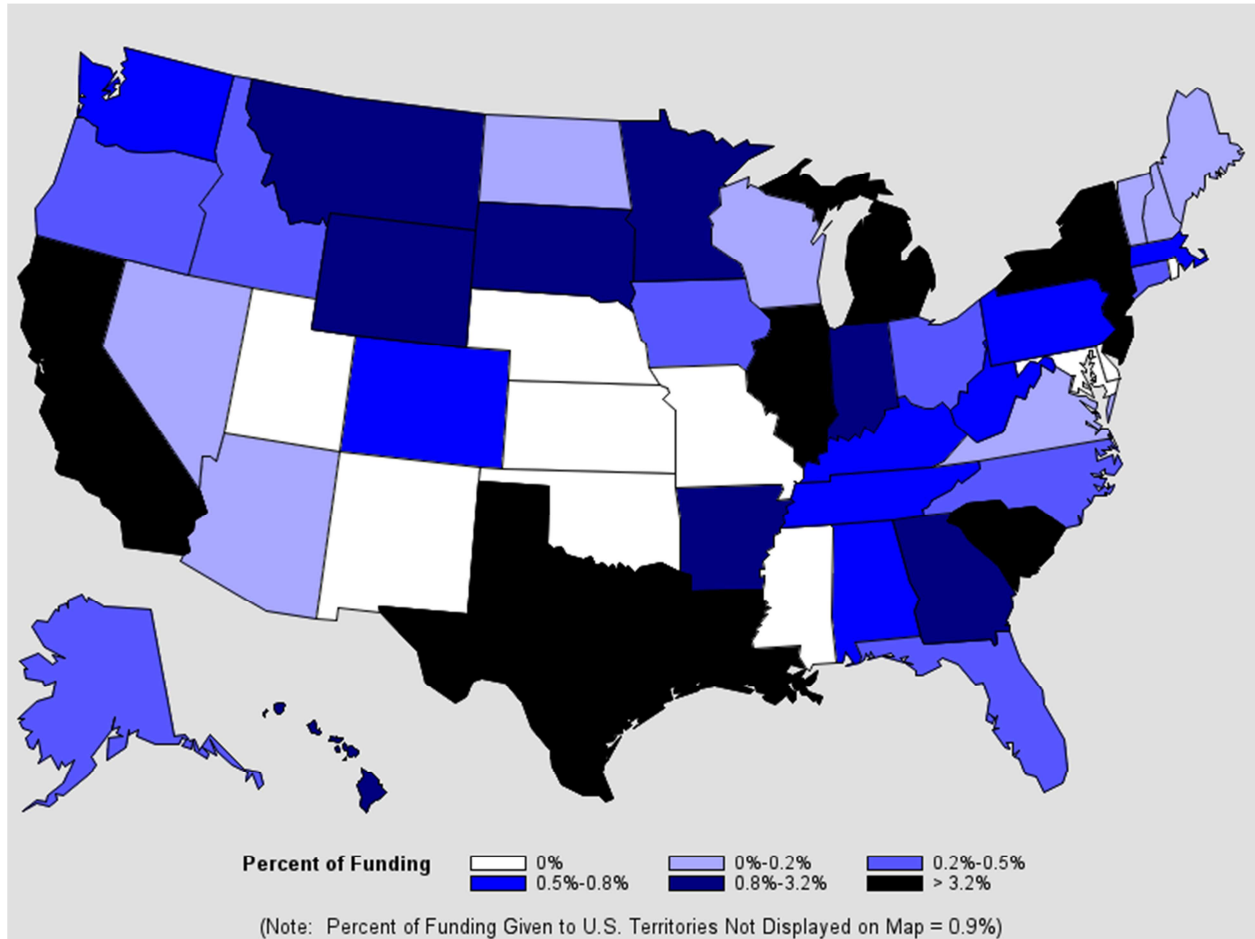 Percent of Funding 0% 0%-0.2% 0.2%-0.5%
0.5%-0.8% 0.8%-3.2% > 3.2%
(Note: Percent of Funding Given to U.S. Territories Not Displayed on Map = 0.9%)